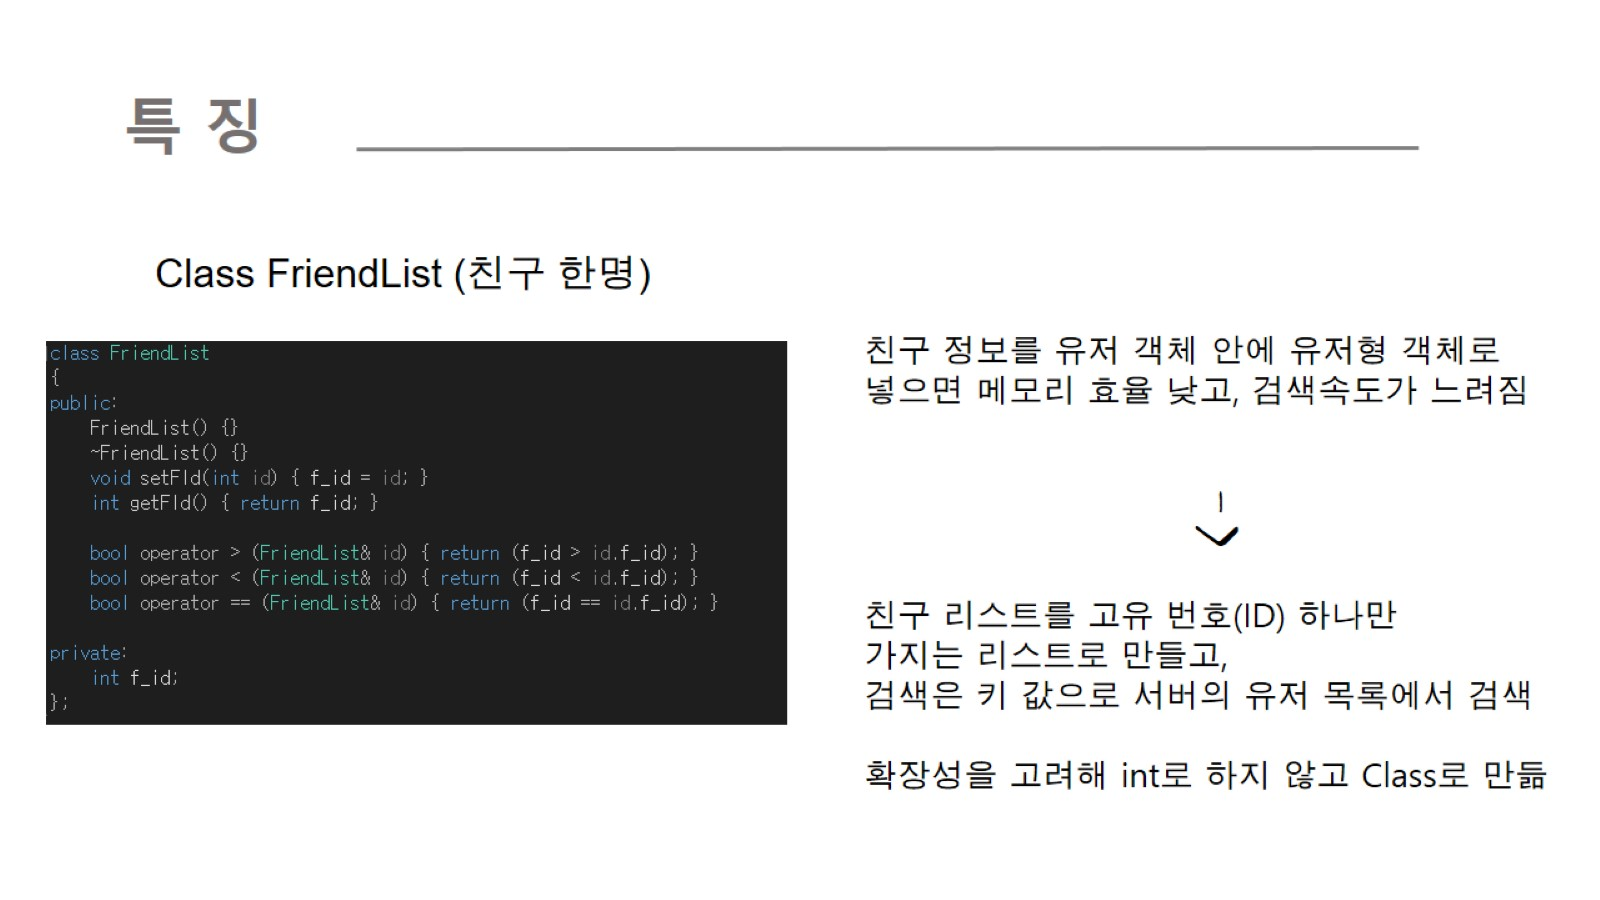 특 징
Class FriendList (친구 한명)
class FriendList
{
public:
FriendList() {}
~FriendList() {}
void setFId(int id) { f_id = id; }
int getFId() { return f_id; }
bool operator > (FriendList& id) { return (f_id > id.f_id); }
bool operator < (FriendList& id) { return (f_id < id.f_id); }
bool operator == (FriendList& id) { return (f_id == id.f_id); }
private:
int f_id;
};
친구 정보를 유저 객체 안에 유저형 객체로
넣으면 메모리 효율 낮고, 검색속도가 느려짐
친구 리스트를 고유 번호(ID) 하나만
가지는 리스트로 만들고,
검색은 키 값으로 서버의 유저 목록에서 검색
확장성을 고려해 int로 하지 않고 Class로 만듦